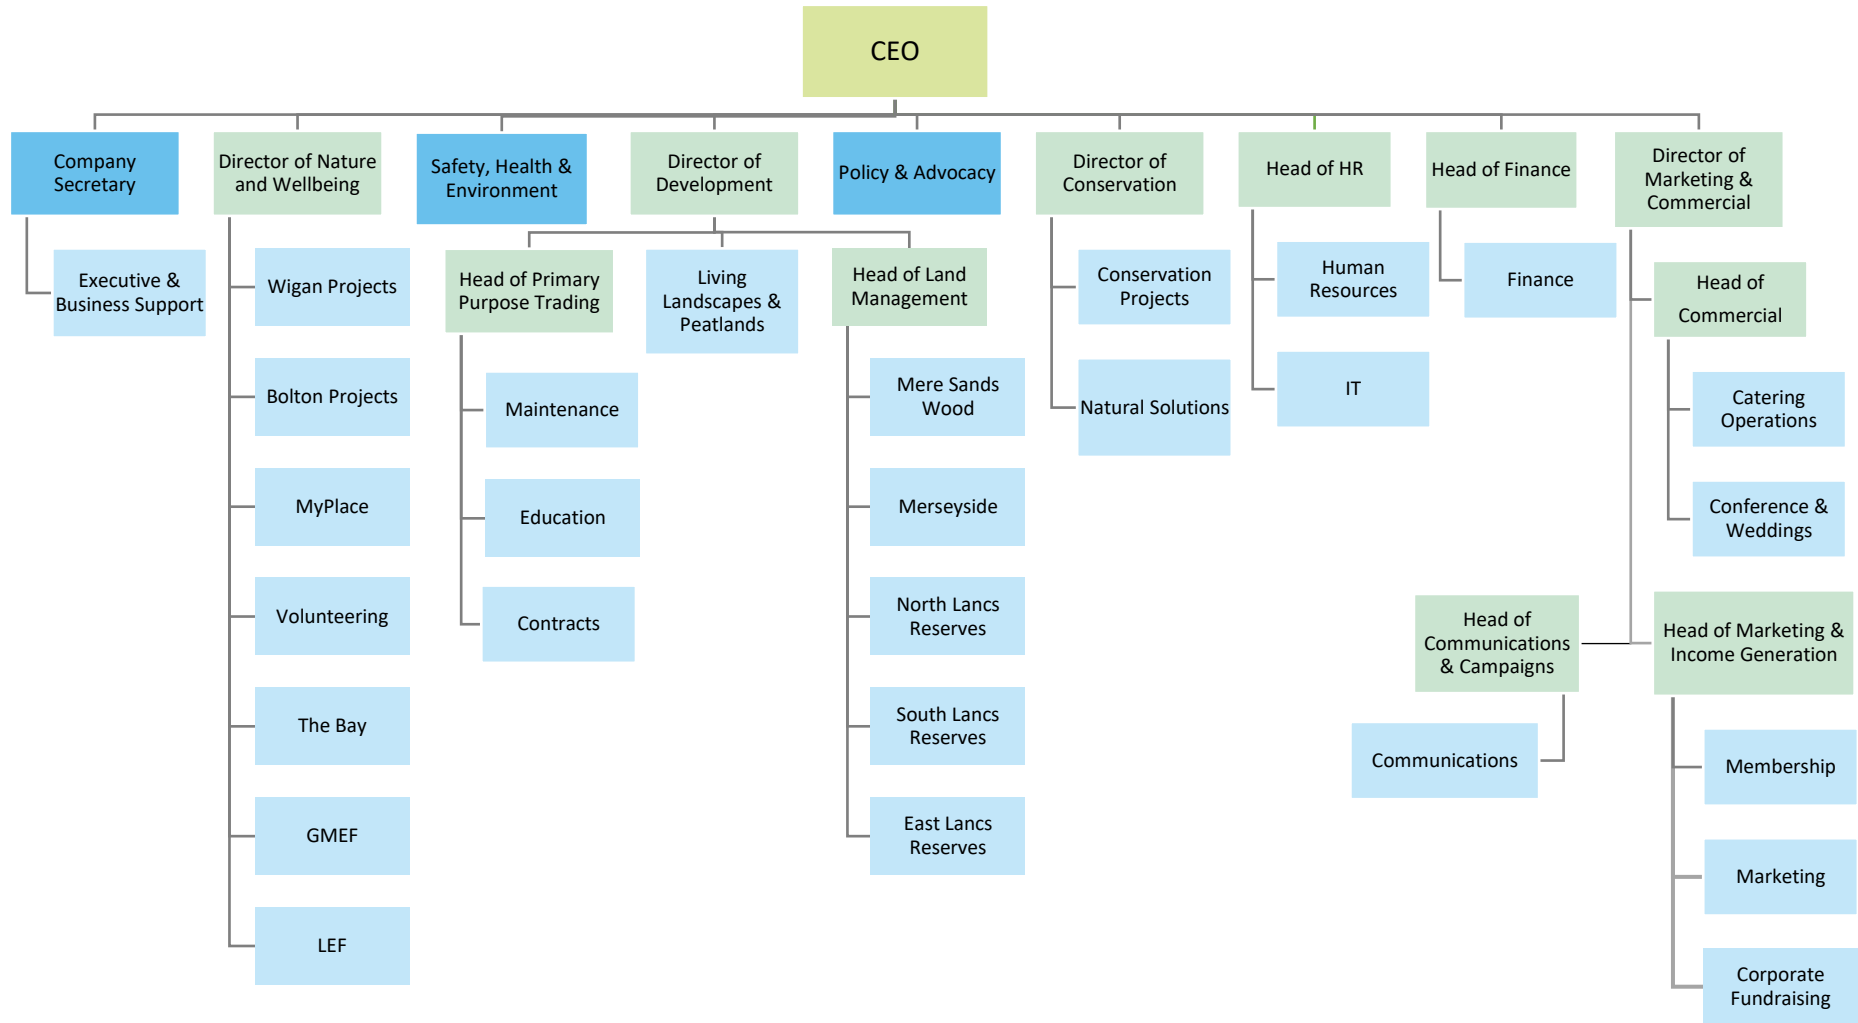 CEO
Company
Secretary
Director of Nature
and Wellbeing
Safety, Health &
Environment
Director of
Development
Policy & Advocacy
Director of
Conservation
Head of HR
Head of Finance
Director of
Marketing &
Commercial
Executive &
Business Support
Wigan Projects
Bolton Projects
MyPlace
Volunteering
The Bay
GMEF
LEF
Head of Primary
Purpose Trading
Maintenance
Education
Contracts
Living
Landscapes &
Peatlands
Head of Land
Management
Mere Sands
Wood
Merseyside
North Lancs
Reserves
South Lancs
Reserves
East Lancs
Reserves
Conservation
Projects
Natural Solutions
Human
Resources
IT
Finance
Head of
Commercial
Catering
Operations
Conference &
Weddings
Head of
Communications
& Campaigns
Communications
Head of Marketing &
Income Generation
Membership
Marketing
Corporate
Fundraising